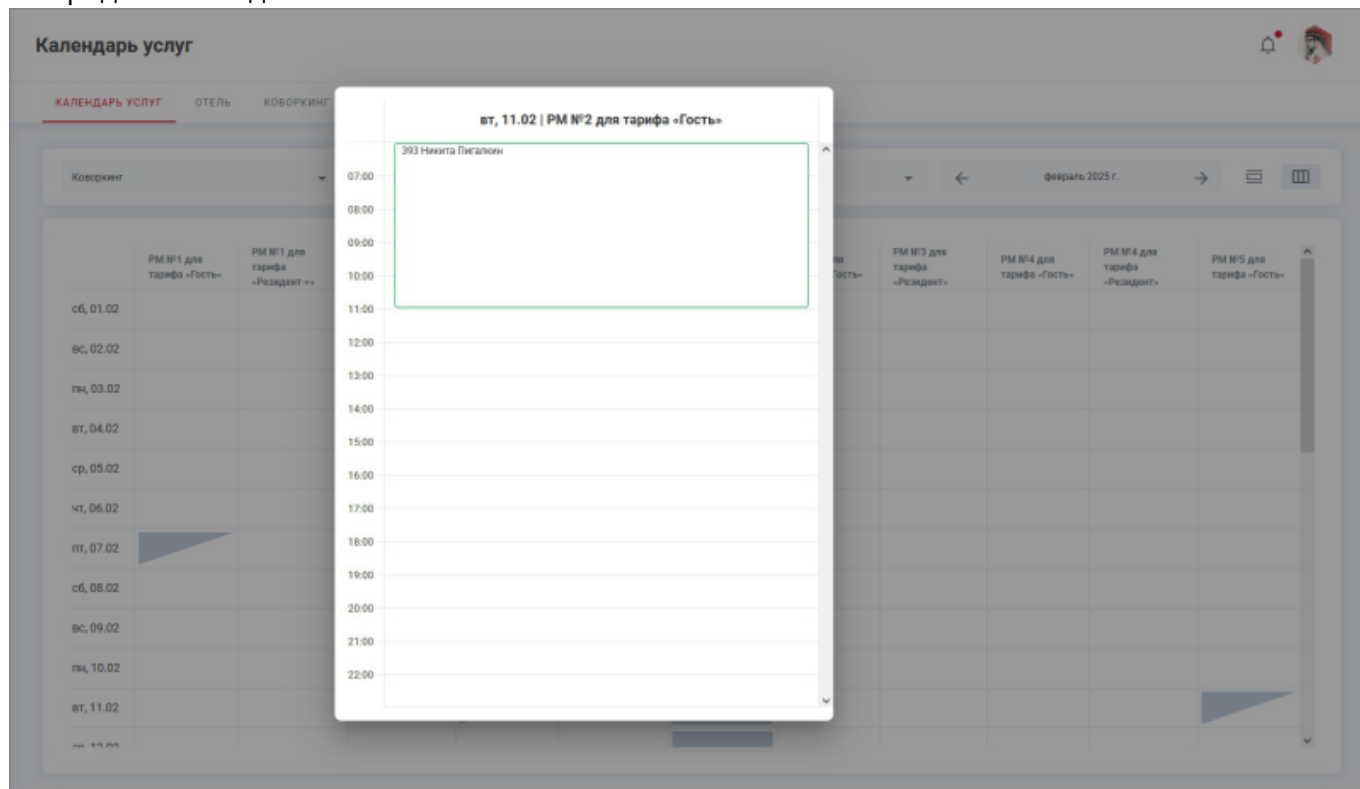 Календарь услуг
КАЛЕНДАРЬ УСЛУГ ОТЕЛЬ КОВОРКИНГ
вт, 11.02 | РМ №2 для тарифа «Гость»
393 Никита Пигалкин
Коворкинг
февраль 2025 г.
07:00
08:00
09:00
10:00
11:00
12:00
13:00
14:00
15:00
16:00
17:00
18:00
19:00
20:00
21:00
22:00
РМ №1 для
тарифа «Гость»
РМ №1 для
тарифа
«Резидент «»
РМ №3 для
тарифа
«Резидент»
РМ №4 для
тарифа «Гость»
РМ №4 для
тарифа
«Резидент»
РМ №5 для
тарифа «Гость»
сб, 01.02
вс, 02.02
пн, 03.02
вт, 04.02
ср, 05.02
чт, 06.02
пт, 07.02
сб, 08.02
вс, 09.02
пн, 10.02
вт, 11.02